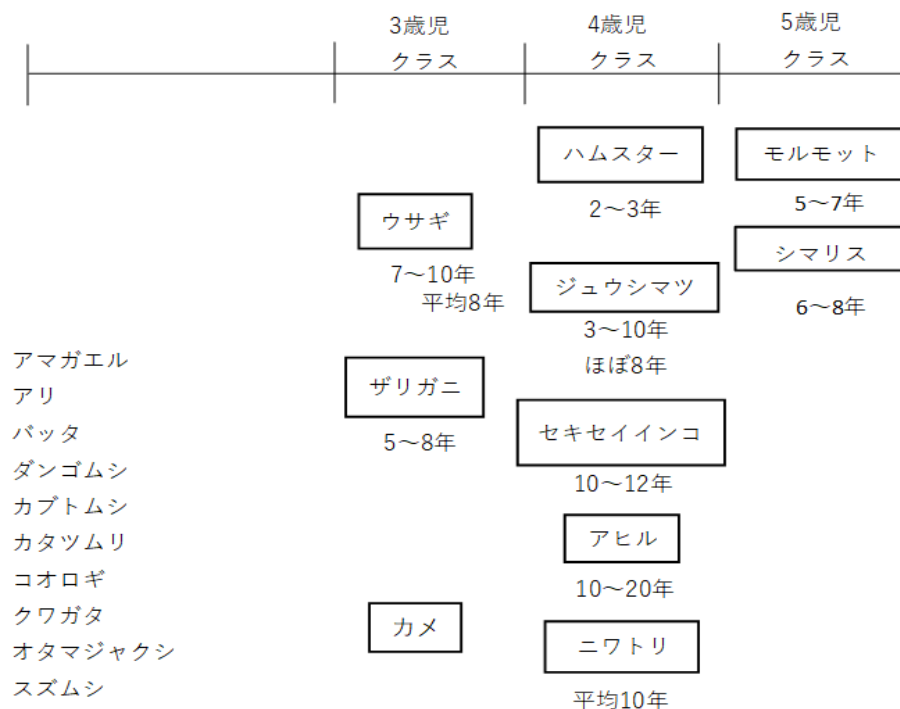 3歳児
クラス
4歳児
クラス
5歳児
クラス
ハムスター
2～3年
モルモット
5～7年
ウサギ
7～10年
平均8年
シマリス
6～8年
ジュウシマツ
3～10年
ほぼ8年
アマガエル
アリ
バッタ
ダンゴムシ
カブトムシ
カタツムリ
コオロギ
クワガタ
オタマジャクシ
スズムシ
ザリガニ
5～8年
セキセイインコ
10～12年
アヒル
10～20年
カメ
ニワトリ
平均10年